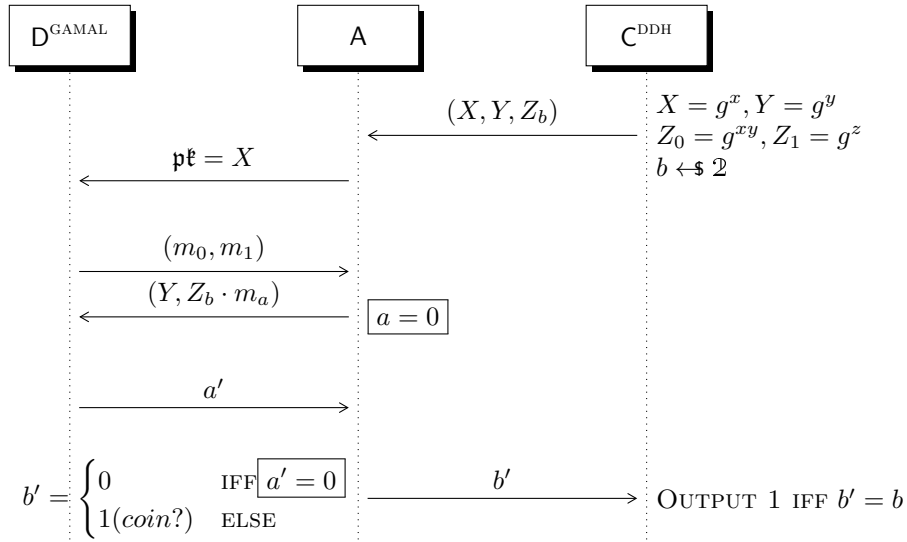 D^GAMAL A C^DDH
(X, Y, Z_b)
X = g^x, Y = g^y
Z_0 = g^{xy}, Z_1 = g^z
b ←$ 2
𝔭𝔨 = X
(m_0, m_1)
(Y, Z_b · m_a)
a = 0
a′
b′ = { 0 IFF a′ = 0
1(coin?) ELSE
b′
OUTPUT 1 IFF b′ = b